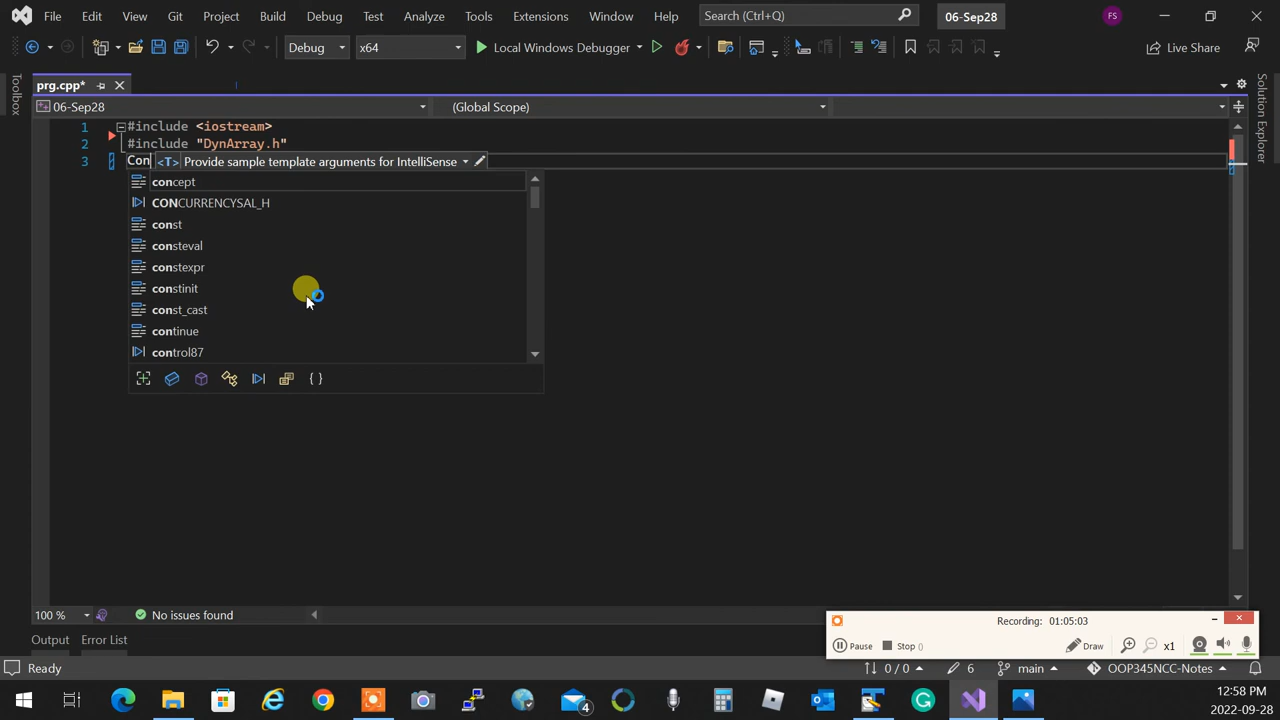 File Edit View Git Project Build Debug Test Analyze Tools Extensions Window Help Search (Ctrl+Q) 06-Sep28 FS
Debug x64 Local Windows Debugger Live Share
Toolbox
prg.cpp*
Solution Explorer
06-Sep28 (Global Scope)
1 #include <iostream>
2 #include "DynArray.h"
3 Con <T> Provide sample template arguments for IntelliSense
concept
CONCURRENCYSAL_H
const
consteval
constexpr
constinit
const_cast
continue
control87
{ }
100 % No issues found
Recording: 01:05:03
Pause Stop () Draw x1
Output Error List
Ready 0 / 0 6 main OOP345NCC-Notes
4
12:58 PM
2022-09-28